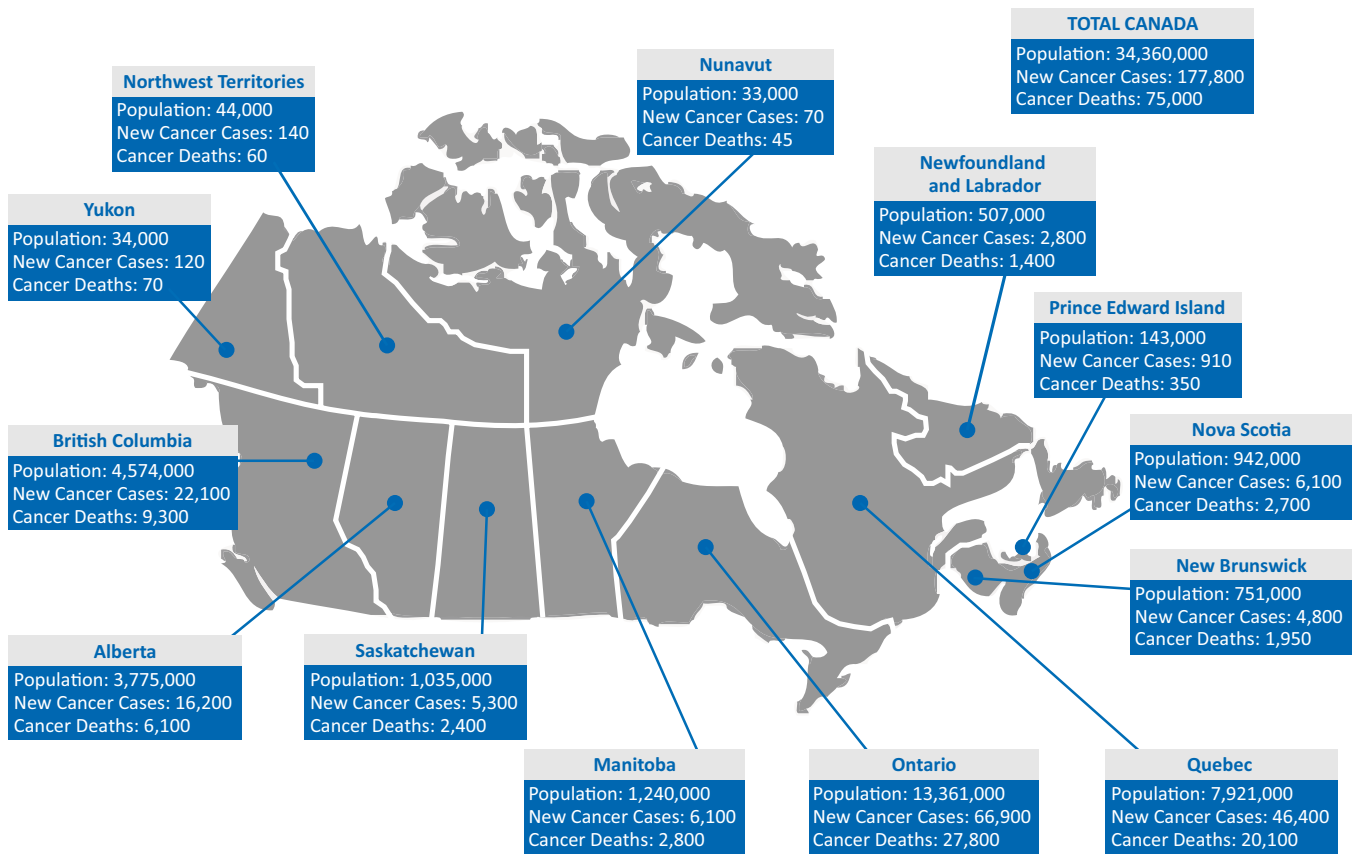 TOTAL CANADA
Population: 34,360,000
New Cancer Cases: 177,800
Cancer Deaths: 75,000
Nunavut
Population: 33,000
New Cancer Cases: 70
Cancer Deaths: 45
Northwest Territories
Population: 44,000
New Cancer Cases: 140
Cancer Deaths: 60
Newfoundland
and Labrador
Population: 507,000
New Cancer Cases: 2,800
Cancer Deaths: 1,400
Yukon
Population: 34,000
New Cancer Cases: 120
Cancer Deaths: 70
Prince Edward Island
Population: 143,000
New Cancer Cases: 910
Cancer Deaths: 350
British Columbia
Population: 4,574,000
New Cancer Cases: 22,100
Cancer Deaths: 9,300
Nova Scotia
Population: 942,000
New Cancer Cases: 6,100
Cancer Deaths: 2,700
New Brunswick
Population: 751,000
New Cancer Cases: 4,800
Cancer Deaths: 1,950
Alberta
Population: 3,775,000
New Cancer Cases: 16,200
Cancer Deaths: 6,100
Saskatchewan
Population: 1,035,000
New Cancer Cases: 5,300
Cancer Deaths: 2,400
Manitoba
Population: 1,240,000
New Cancer Cases: 6,100
Cancer Deaths: 2,800
Ontario
Population: 13,361,000
New Cancer Cases: 66,900
Cancer Deaths: 27,800
Quebec
Population: 7,921,000
New Cancer Cases: 46,400
Cancer Deaths: 20,100